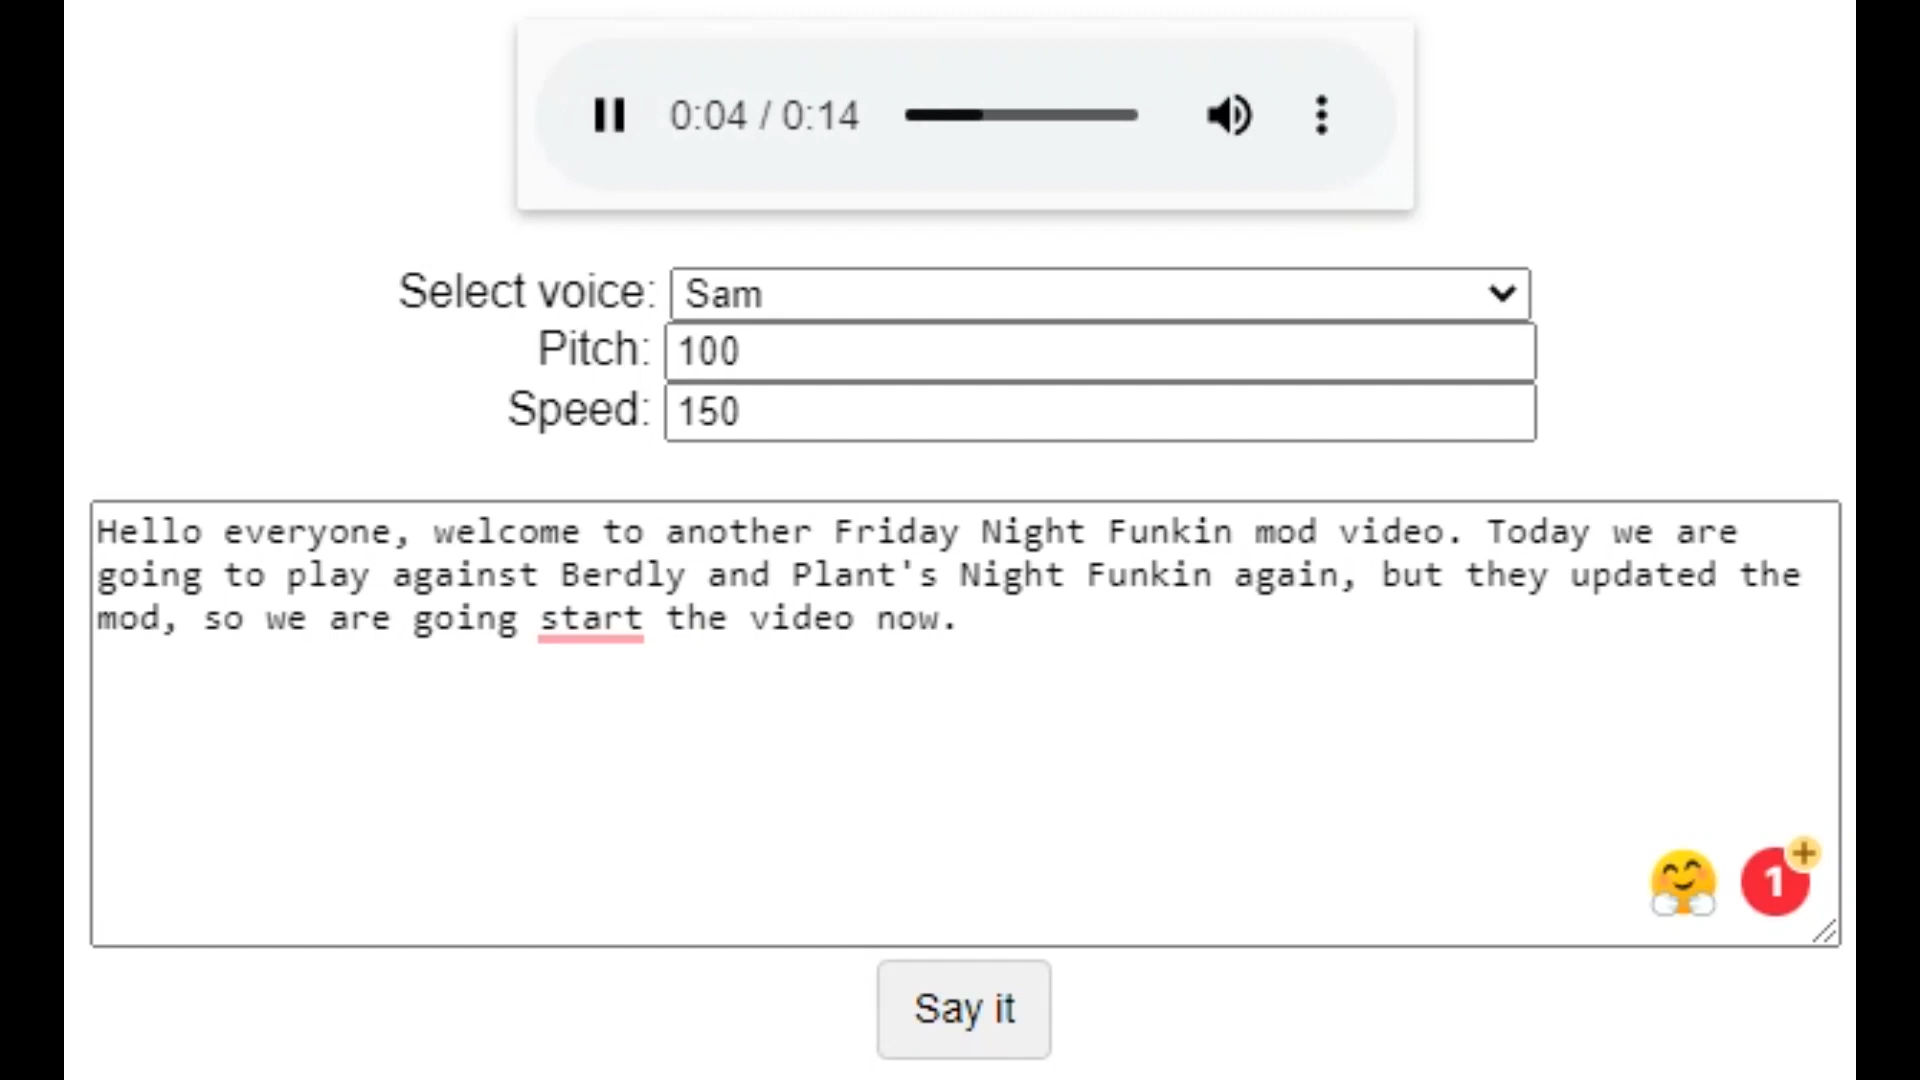 0:04 / 0:14
Select voice: Sam
Pitch: 100
Speed: 150
Hello everyone, welcome to another Friday Night Funkin mod video. Today we are
going to play against Berdly and Plant's Night Funkin again, but they updated the
mod, so we are going start the video now.
1
Say it